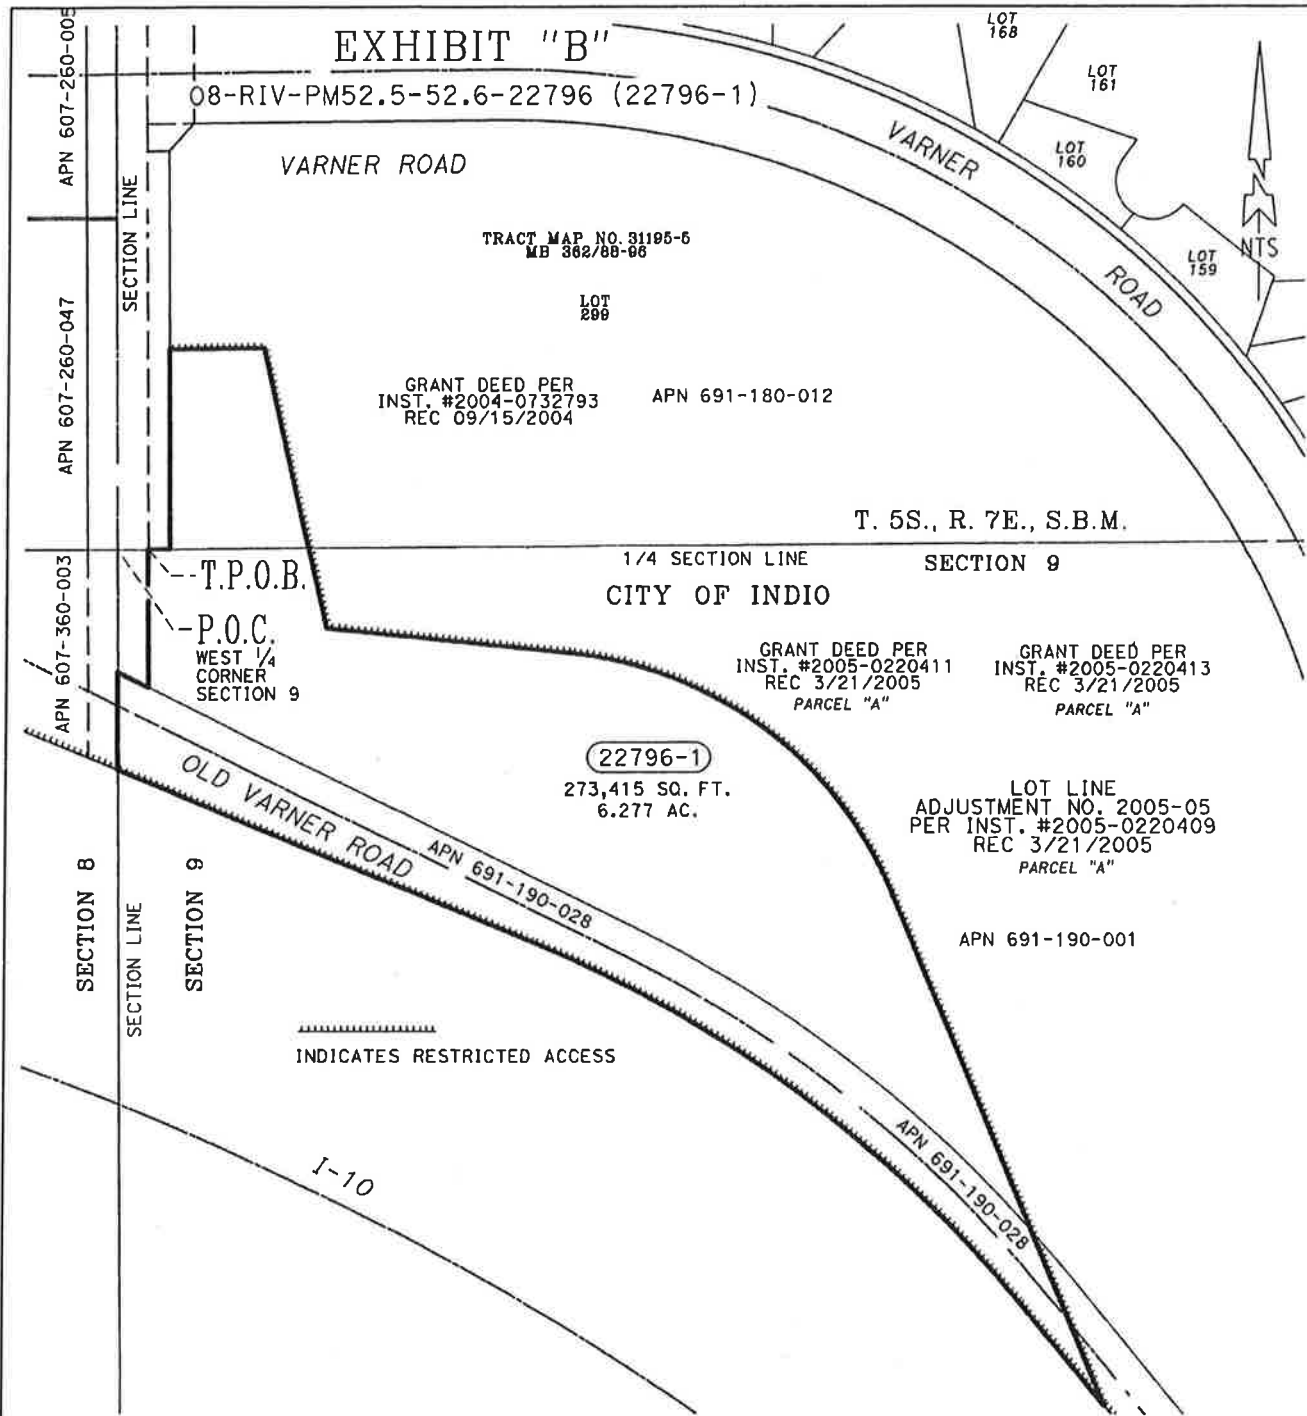 EXHIBIT "B"
08-RIV-PM52.5-52.6-22796 (22796-1)
APN 607-260-005
SECTION LINE
VARNER ROAD
VARNER
ROAD
LOT
168
LOT
161
LOT
160
LOT
159
NTS
TRACT MAP NO. 31195-5
MB 362/88-96
LOT
299
APN 607-260-047
GRANT DEED PER
INST. #2004-0732793
REC 09/15/2004
APN 691-180-012
T. 5S., R. 7E., S.B.M.
1/4 SECTION LINE
SECTION 9
CITY OF INDIO
T.P.O.B.
P.O.C.
WEST 1/4
CORNER
SECTION 9
APN 607-360-003
GRANT DEED PER
INST. #2005-0220411
REC 3/21/2005
PARCEL "A"
GRANT DEED PER
INST. #2005-0220413
REC 3/21/2005
PARCEL "A"
22796-1
273,415 SQ. FT.
6.277 AC.
LOT LINE
ADJUSTMENT NO. 2005-05
PER INST. #2005-0220409
REC 3/21/2005
PARCEL "A"
OLD VARNER ROAD
APN 691-190-028
APN 691-190-001
SECTION 8
SECTION LINE
SECTION 9
INDICATES RESTRICTED ACCESS
APN 691-190-028
I-10